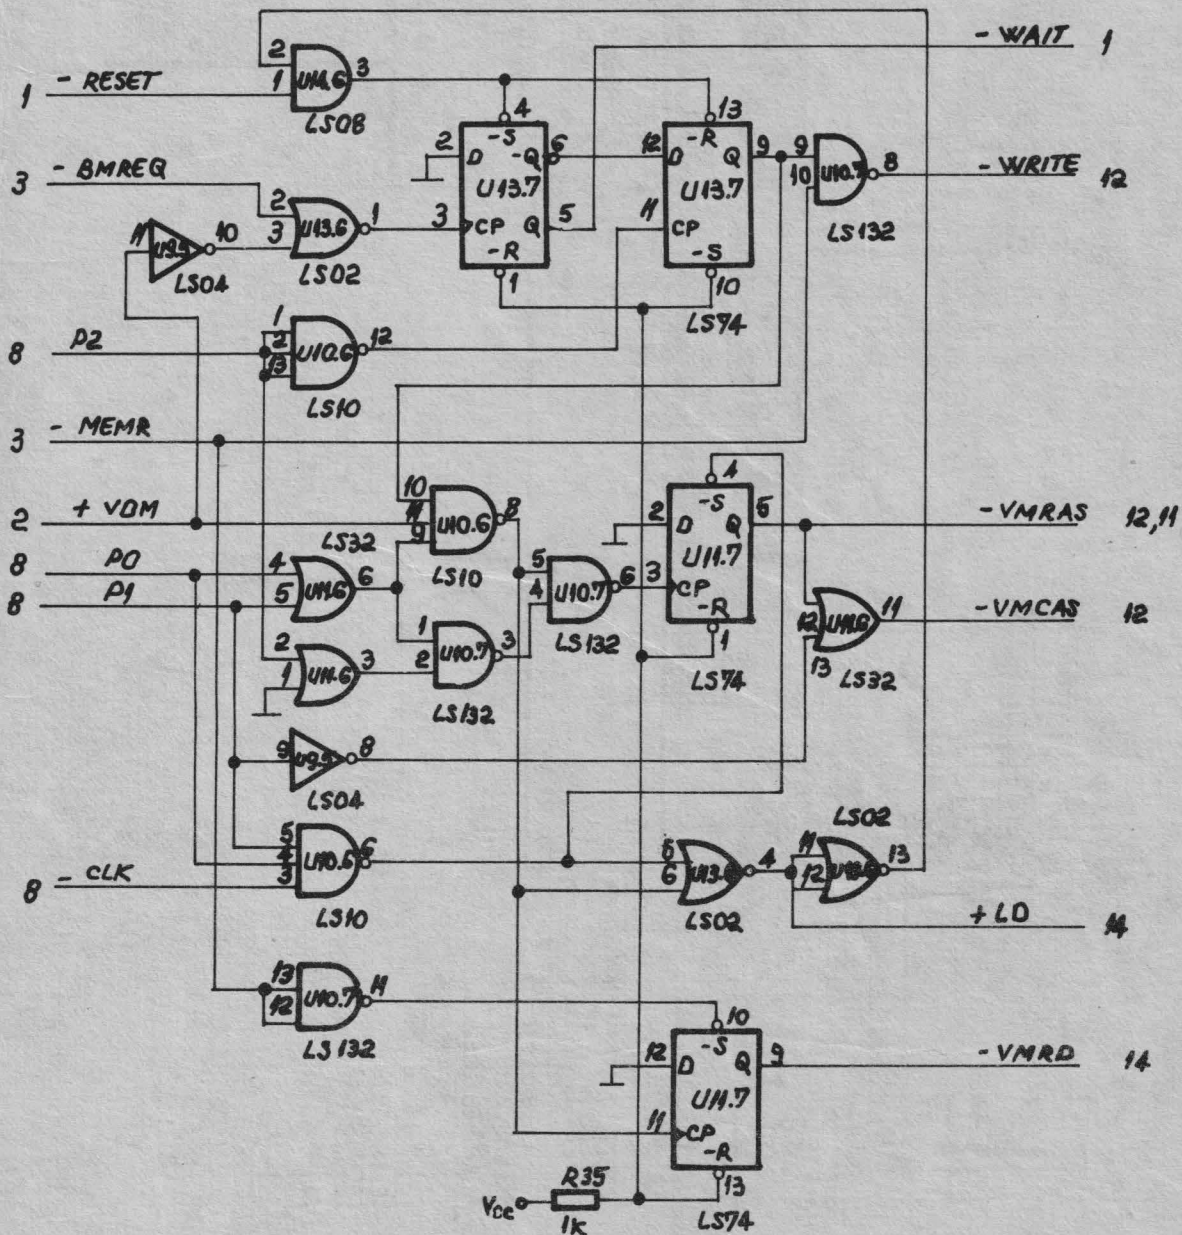 - WAIT 1
2
1
U14.6
3
LS08
1 - RESET
4
-S
2 D -Q 6
U13.7
3 CP Q 5
-R
1
13
-R
12 D Q 9
U13.7
11 CP
-S
10
LS74
9
10
U10.7
8
LS132
- WRITE 12
3 - BMREQ
2
3
U13.6
1
LS02
11
U9.5
10
LS04
8 P2
1
2
13
U10.6
12
LS10
3 - MEMR
2 + VDM
10
11
9
U10.6
8
LS10
LS32
8 P0
8 P1
4
5
U11.6
6
2
1
U11.6
3
1
2
U10.7
3
LS132
5
4
U10.7
6
LS132
4
-S
2 D Q 5
U11.7
3 CP
-R
1
LS74
- VMRAS 12,11
12
13
U11.6
11
LS32
- VMCAS 12
9
U9.5
8
LS04
5
4
3
U10.6
6
LS10
8 - CLK
5
6
U13.6
4
LS02
LS02
11
12
U13.6
13
+ LD 14
13
12
U10.7
11
LS132
10
-S
12 D Q 9
U11.7
11 CP
-R
13
LS74
- VMRD 14
R35
Vcc
1K